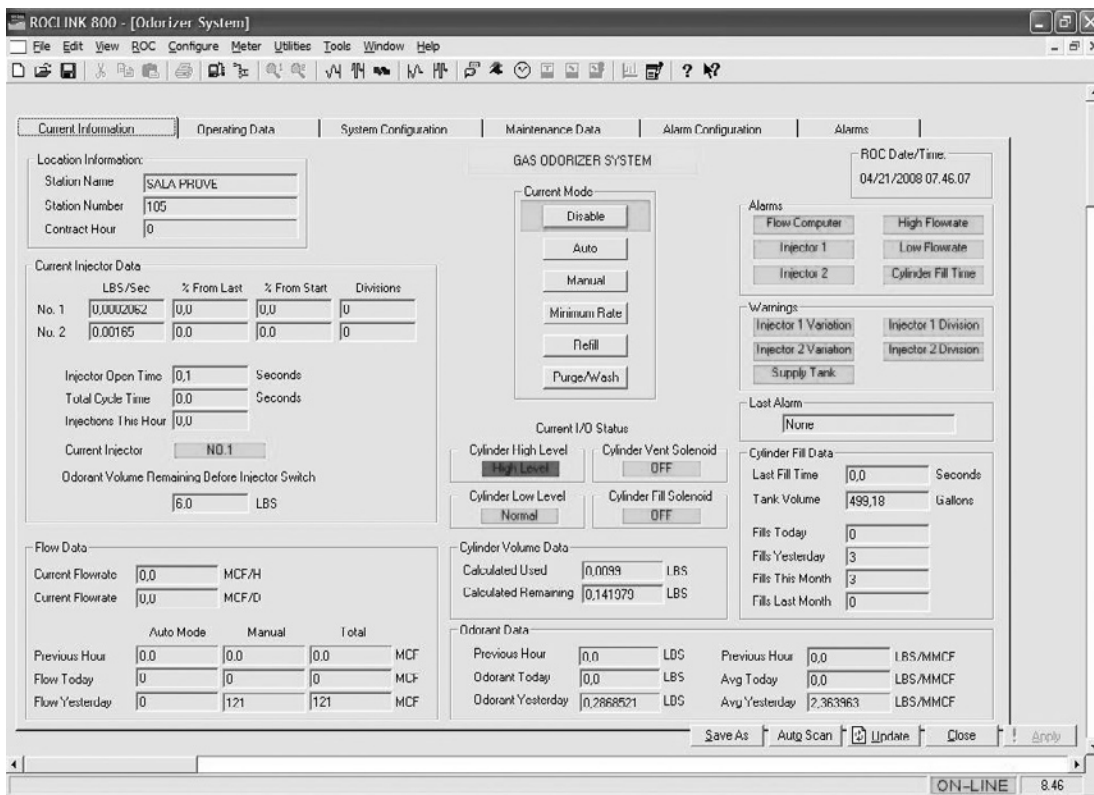 ROCLINK 800 - [Odorizer System]
File Edit View ROC Configure Meter Utilities Tools Window Help
Current Information Operating Data System Configuration Maintenance Data Alarm Configuration Alarms
Location Information:
Station Name SALA PROVE
Station Number 105
Contract Hour 0
GAS ODORIZER SYSTEM
ROC Date/Time:
04/21/2008 07.46.07
Current Mode
Disable
Auto
Manual
Minimum Rate
Refill
Purge/Wash
Alarms
Flow Computer High Flowrate
Injector 1 Low Flowrate
Injector 2 Cylinder Fill Time
Warnings
Injector 1 Variation Injector 1 Division
Injector 2 Variation Injector 2 Division
Supply Tank
Last Alarm
None
Current Injector Data
LBS/Sec % From Last % From Start Divisions
No. 1 0,0002062 0,0 0,0 0
No. 2 0.00165 0.0 0.0 0
Injector Open Time 0,1 Seconds
Total Cycle Time 0.0 Seconds
Injections This Hour 0,0
Current Injector NO.1
Odorant Volume Remaining Before Injector Switch
6.0 LBS
Current I/O Status
Cylinder High Level Cylinder Vent Solenoid
High Level OFF
Cylinder Low Level Cylinder Fill Solenoid
Normal OFF
Cylinder Fill Data
Last Fill Time 0,0 Seconds
Tank Volume 499,18 Gallons
Fills Today 0
Fills Yesterday 3
Fills This Month 3
Fills Last Month 0
Flow Data
Current Flowrate 0,0 MCF/H
Current Flowrate 0,0 MCF/D
Auto Mode Manual Total
Previous Hour 0.0 0.0 0.0 MCF
Flow Today 0 0 0 MCF
Flow Yesterday 0 121 121 MCF
Cylinder Volume Data
Calculated Used 0,0099 LBS
Calculated Remaining 0,141979 LBS
Odorant Data
Previous Hour 0,0 LBS Previous Hour 0,0 LBS/MMCF
Odorant Today 0,0 LBS Avg Today 0,0 LBS/MMCF
Odorant Yesterday 0,2868521 LBS Avg Yesterday 2,363963 LBS/MMCF
Save As Auto Scan Update Close ! Apply
ON-LINE 8.46